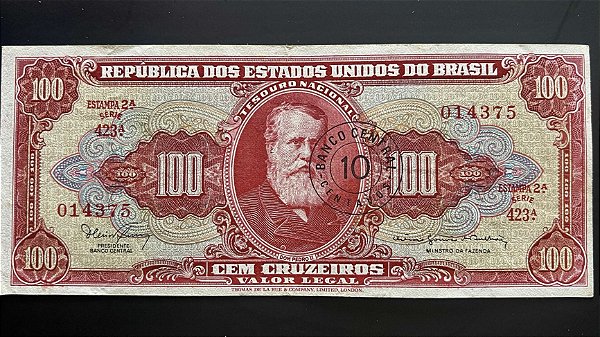 REPÚBLICA DOS ESTADOS UNIDOS DO BRASIL
100
100
TESOURO NACIONAL
ESTAMPA 2ª
SÉRIE
423ª
014375
BANCO CENTRAL
10
CENTAVOS
100
100
ESTAMPA 2ª
SÉRIE
423ª
014375
PRESIDENTE
BANCO CENTRAL
DOM PEDRO II
MINISTRO DA FAZENDA
100
CEM CRUZEIROS
100
VALOR LEGAL
THOMAS DE LA RUE & COMPANY, LIMITED, LONDON.